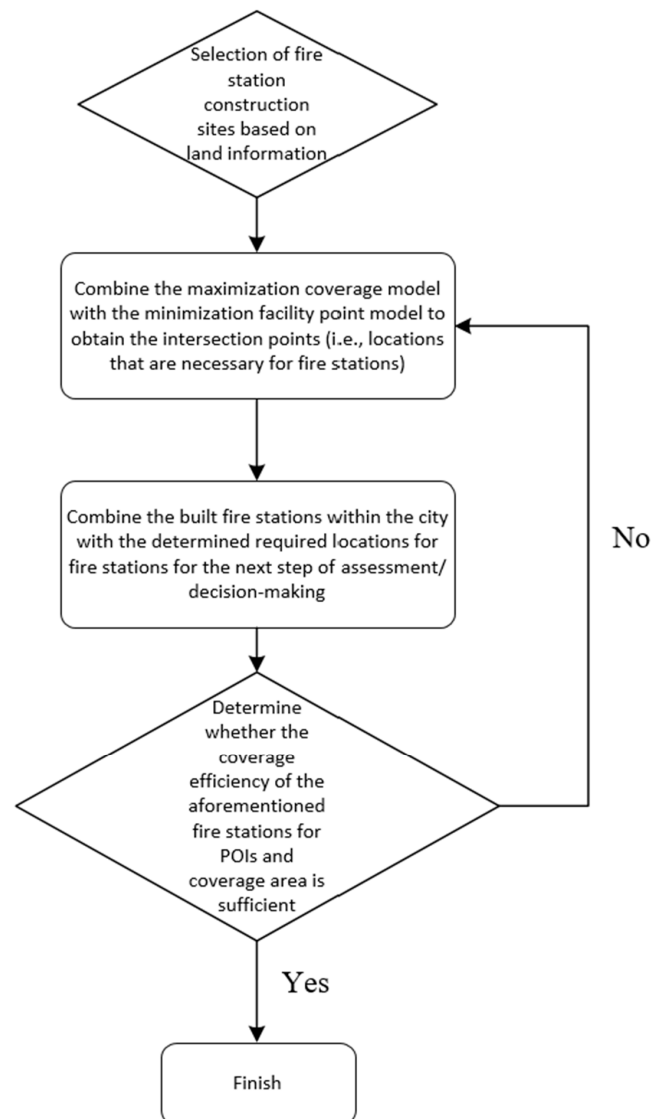 Selection of fire
station
construction
sites based on
land information
Combine the maximization coverage model
with the minimization facility point model to
obtain the intersection points (i.e., locations
that are necessary for fire stations)
Combine the built fire stations within the city
with the determined required locations for
fire stations for the next step of assessment/
decision-making
No
Determine
whether the
coverage
efficiency of the
aforementioned
fire stations for
POIs and
coverage area is
sufficient
Yes
Finish